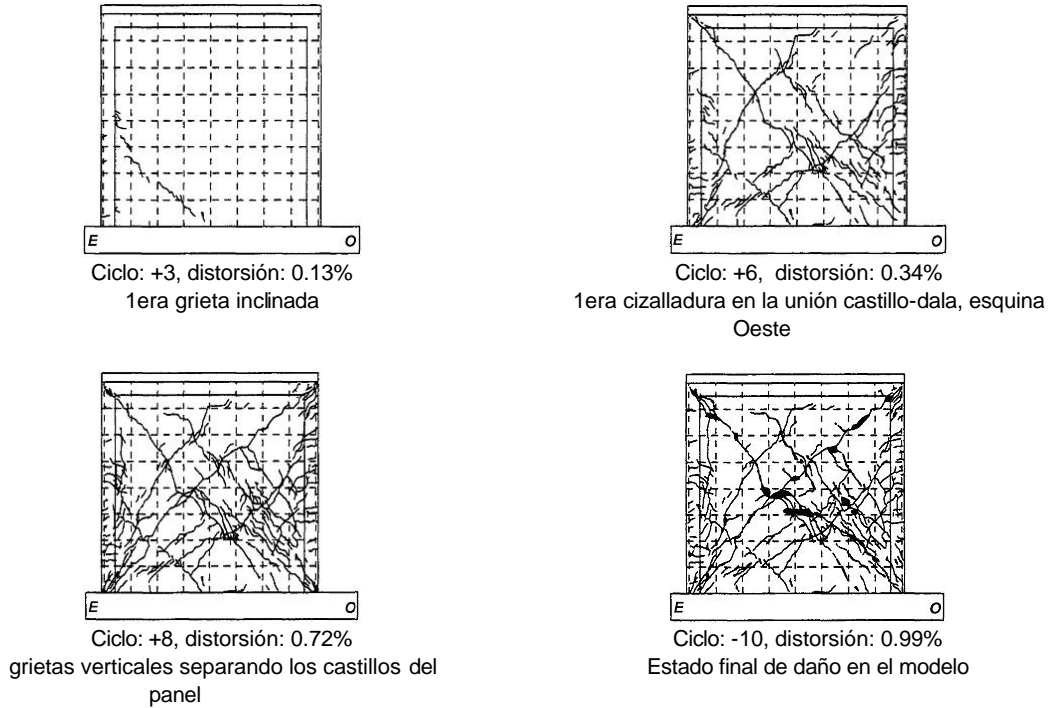 E O
Ciclo: +3, distorsión: 0.13%
1era grieta inclinada
E O
Ciclo: +6, distorsión: 0.34%
1era cizalladura en la unión castillo-dala, esquina
Oeste
E O
Ciclo: +8, distorsión: 0.72%
grietas verticales separando los castillos del
panel
E O
Ciclo: -10, distorsión: 0.99%
Estado final de daño en el modelo